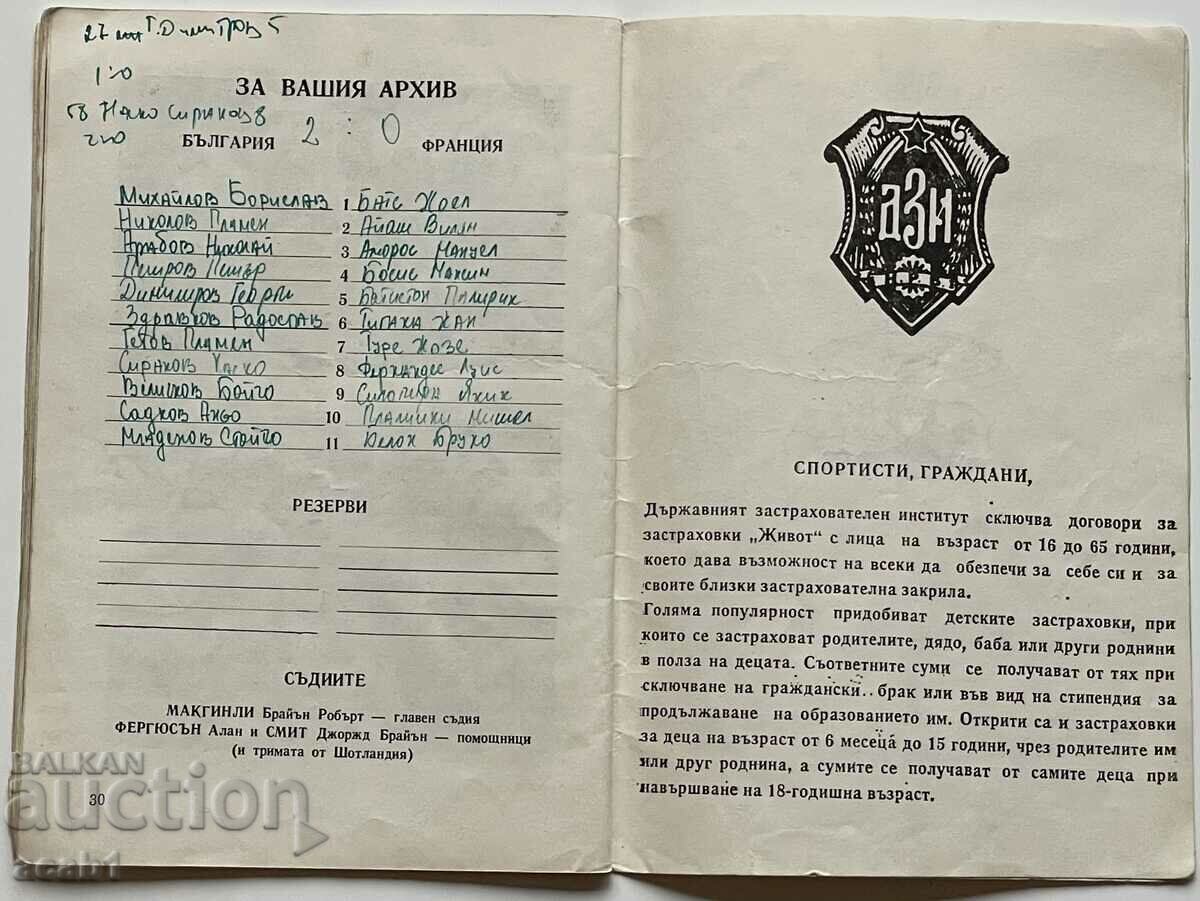 27 мин Г. Димитров
1:0
58 Наско Сираков
2:0
ЗА ВАШИЯ АРХИВ
БЪЛГАРИЯ 2 : 0 ФРАНЦИЯ
Михайлов Борислав 1 Батс Жоел
Николов Пламен 2 Аяш Вилям
Арабов Николай 3 Аморос Мануел
Петров Петър 4 Босис Максим
Димитров Георги 5 Батистон Патрик
Здравков Радослав 6 Тигана Жан
Гетов Пламен 7 Туре Хозе
Сираков Наско 8 Фернандес Луис
Величков Бойчо 9 Стопира Яник
Садков Аньо 10 Платини Мишел
Младенов Стойчо 11 Белон Бруно
РЕЗЕРВИ
СЪДИИТЕ
МАКГИНЛИ Брайън Робърт — главен съдия
ФЕРГЮСЪН Алан и СМИТ Джордж Брайън — помощници
(и тримата от Шотландия)
30
BALKAN
auction
acab1
ДЗИ
СПОРТИСТИ, ГРАЖДАНИ,
Държавният застрахователен институт сключва договори за
застраховки „Живот“ с лица на възраст от 16 до 65 години,
което дава възможност на всеки да обезпечи за себе си и за
своите близки застрахователна закрила.
Голяма популярност придобиват детските застраховки, при
които се застраховат родителите, дядо, баба или други роднини
в полза на децата. Съответните суми се получават от тях при
сключване на граждански брак или във вид на стипендия за
продължаване на образованието им. Открити са и застраховки
за деца на възраст от 6 месеца до 15 години, чрез родителите им
или друг роднина, а сумите се получават от самите деца при
навършване на 18-годишна възраст.